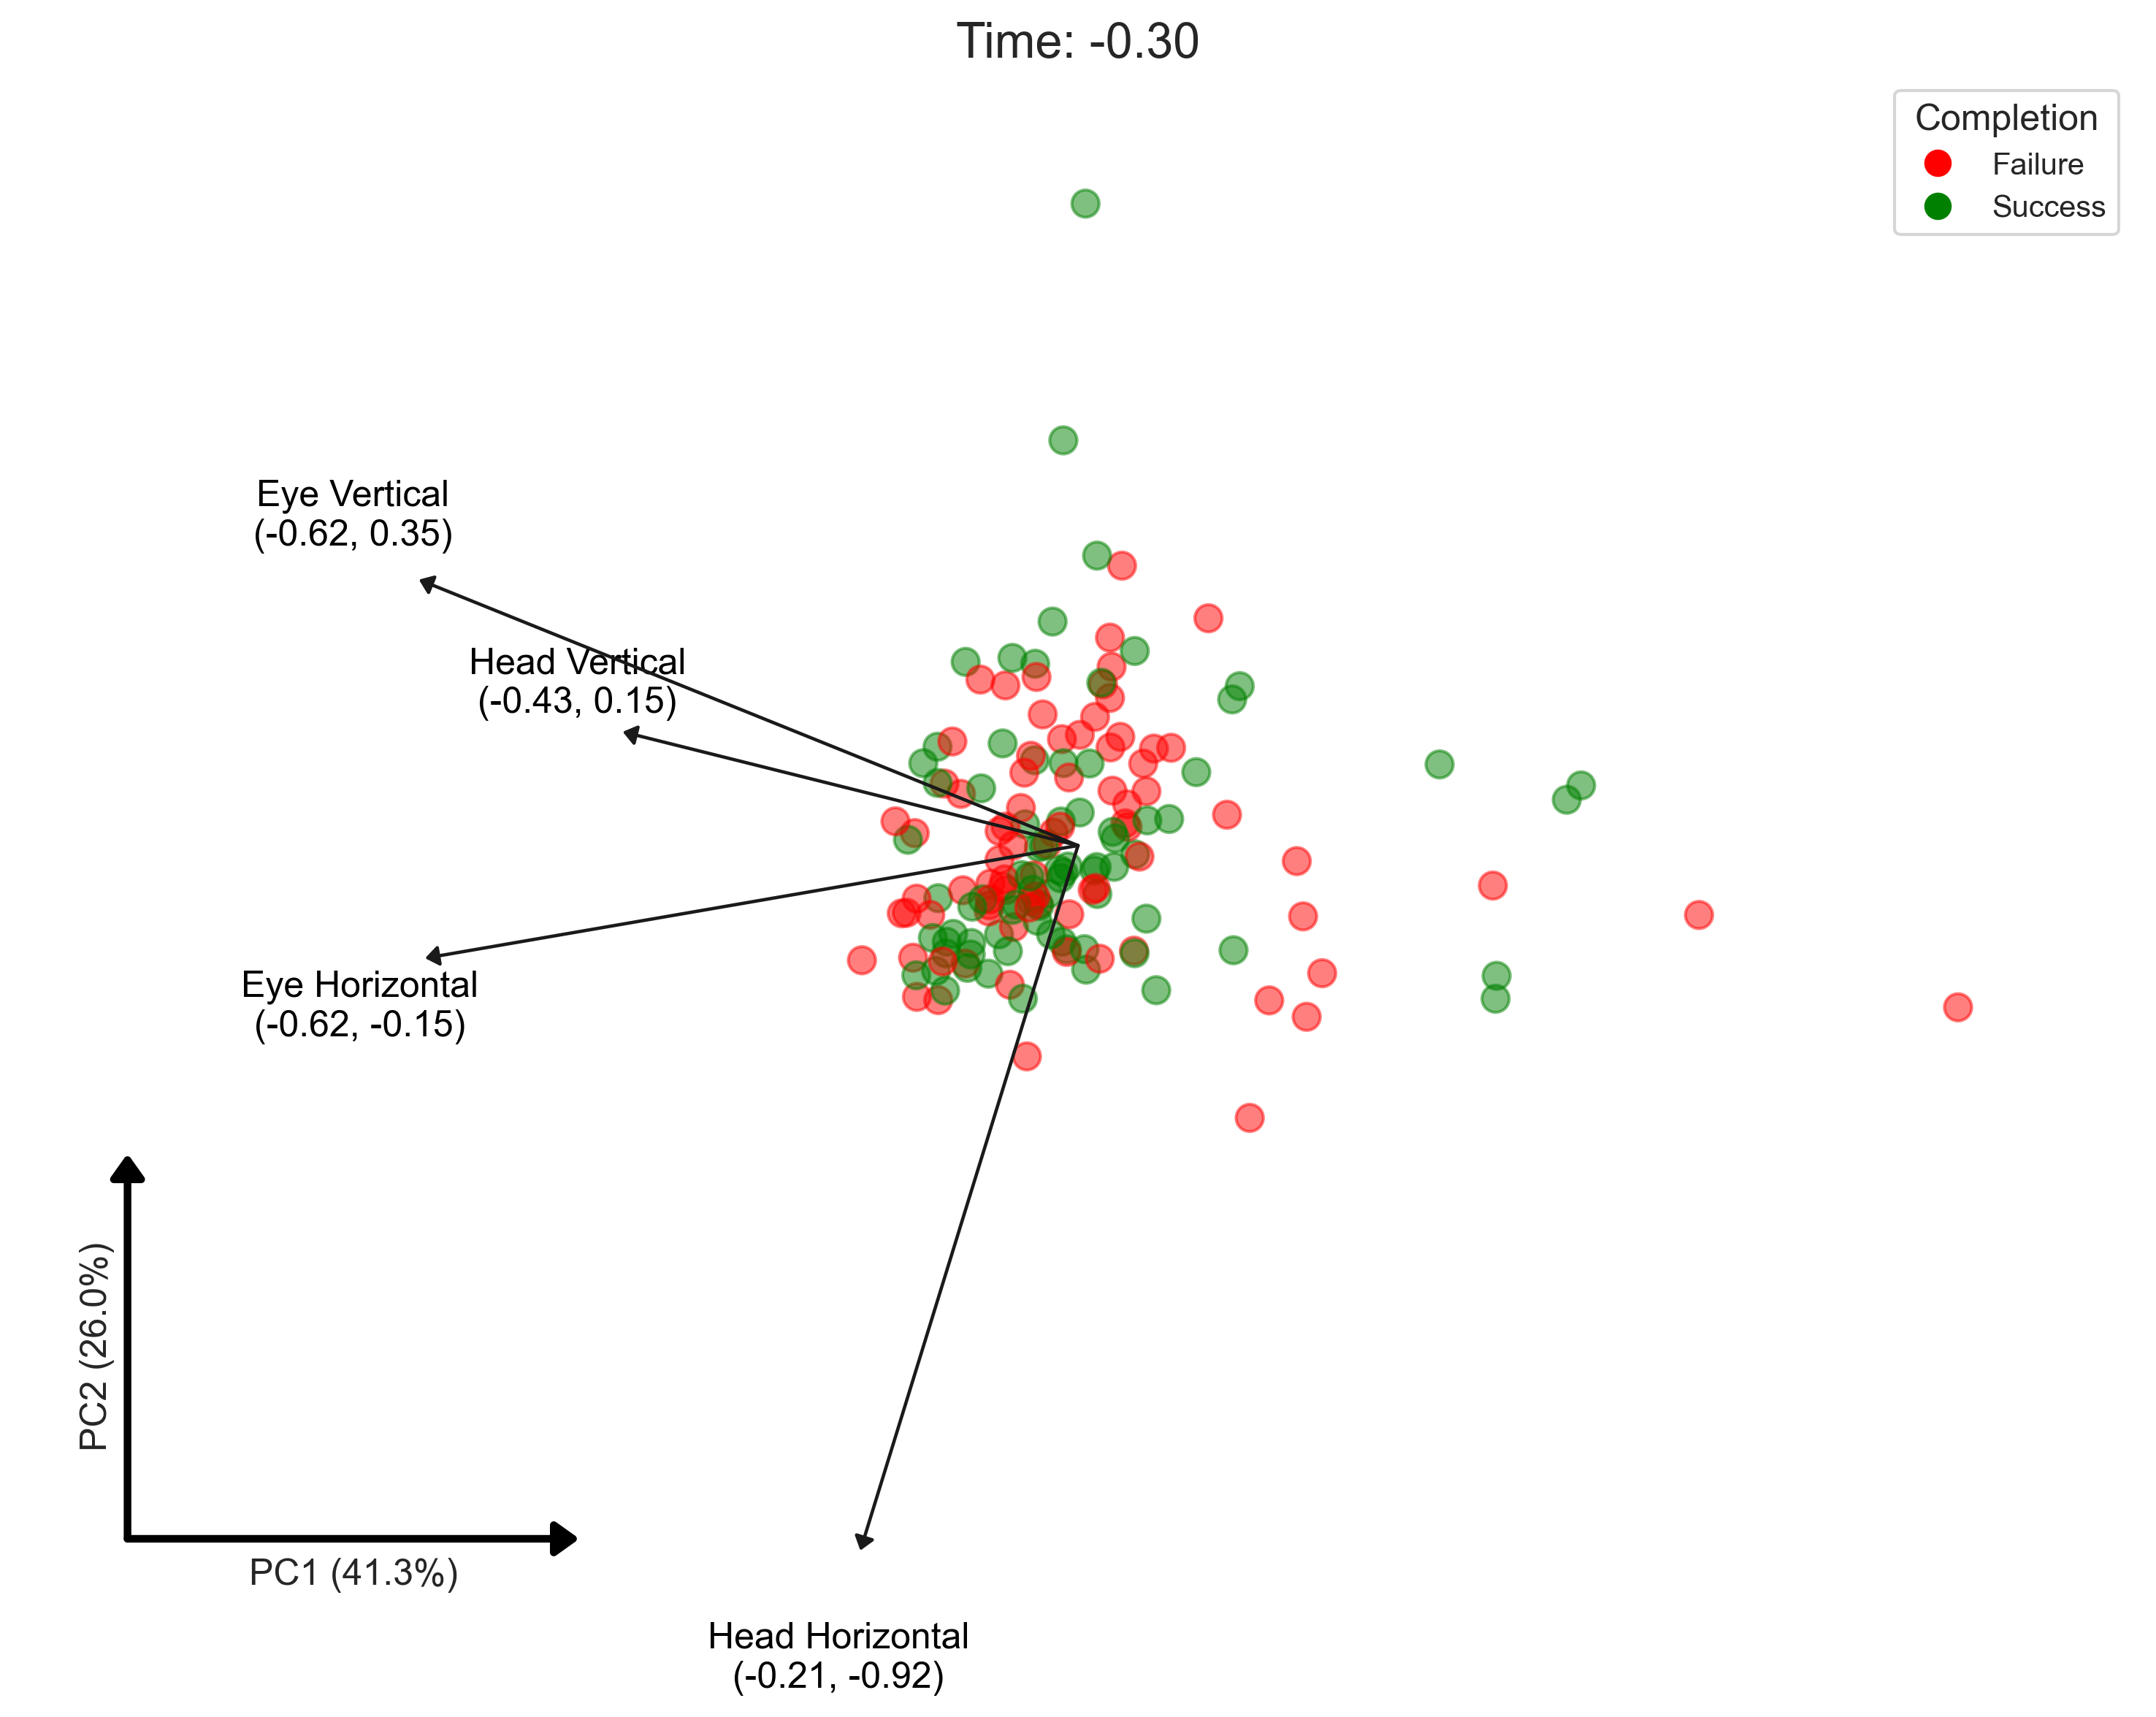 Time: -0.30
Completion
Failure
Success
Eye Vertical
(-0.62, 0.35)
Head Vertical
(-0.43, 0.15)
Eye Horizontal
(-0.62, -0.15)
PC2 (26.0%)
PC1 (41.3%)
Head Horizontal
(-0.21, -0.92)